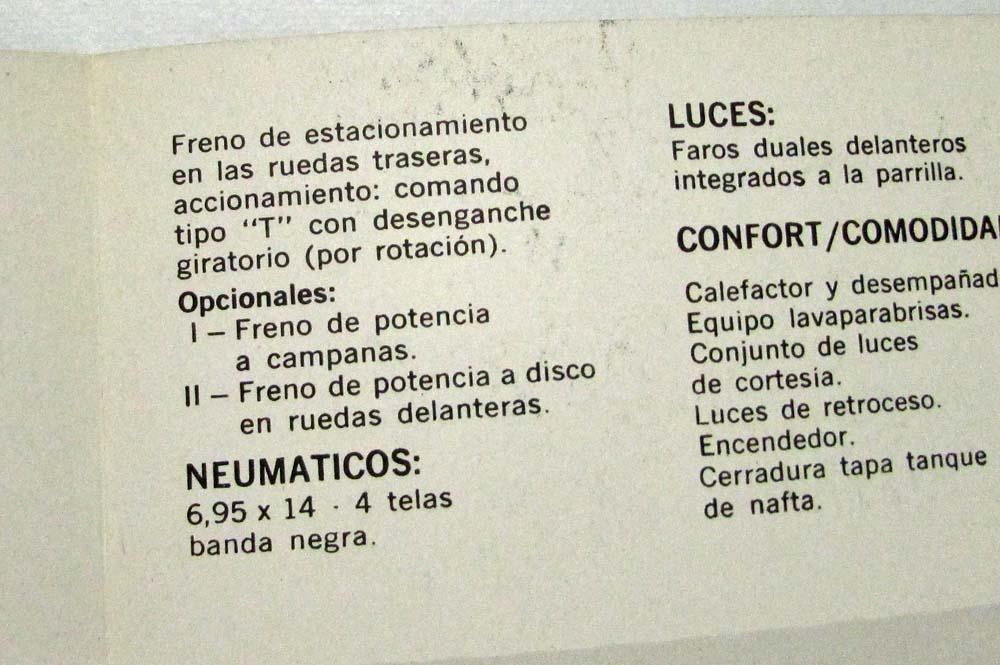 Freno de estacionamiento
en las ruedas traseras,
accionamiento: comando
tipo “T” con desenganche
giratorio (por rotación).
Opcionales:
I – Freno de potencia
a campanas.
II – Freno de potencia a disco
en ruedas delanteras.
NEUMATICOS:
6,95 x 14 · 4 telas
banda negra.
LUCES:
Faros duales delanteros
integrados a la parrilla.
CONFORT/COMODIDA
Calefactor y desempañad
Equipo lavaparabrisas.
Conjunto de luces
de cortesía.
Luces de retroceso.
Encendedor.
Cerradura tapa tanque
de nafta.